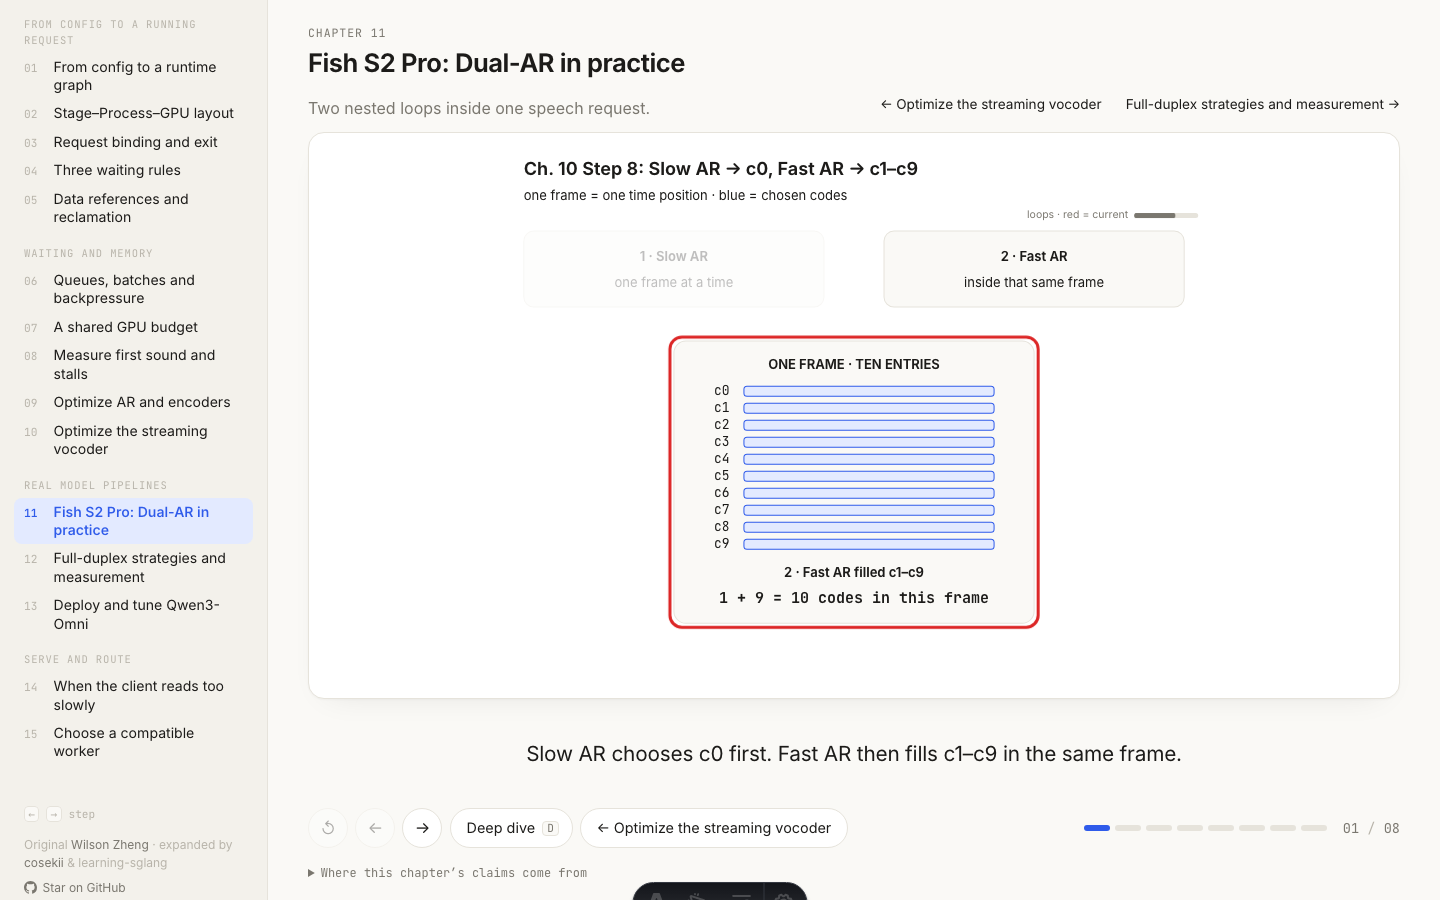 FROM CONFIG TO A RUNNING
REQUEST
01 From config to a runtime
graph
02 Stage–Process–GPU layout
03 Request binding and exit
04 Three waiting rules
05 Data references and
reclamation
WAITING AND MEMORY
06 Queues, batches and
backpressure
07 A shared GPU budget
08 Measure first sound and
stalls
09 Optimize AR and encoders
10 Optimize the streaming
vocoder
REAL MODEL PIPELINES
11 Fish S2 Pro: Dual-AR in
practice
12 Full-duplex strategies and
measurement
13 Deploy and tune Qwen3-
Omni
SERVE AND ROUTE
14 When the client reads too
slowly
15 Choose a compatible
worker
← → step
Original Wilson Zheng · expanded by
cosekii & learning-sglang
Star on GitHub
CHAPTER 11
Fish S2 Pro: Dual-AR in practice
Two nested loops inside one speech request.
← Optimize the streaming vocoder
Full-duplex strategies and measurement →
Ch. 10 Step 8: Slow AR → c0, Fast AR → c1–c9
one frame = one time position · blue = chosen codes
loops · red = current
1 · Slow AR
one frame at a time
2 · Fast AR
inside that same frame
ONE FRAME · TEN ENTRIES
c0
c1
c2
c3
c4
c5
c6
c7
c8
c9
2 · Fast AR filled c1–c9
1 + 9 = 10 codes in this frame
Slow AR chooses c0 first. Fast AR then fills c1–c9 in the same frame.
← → Deep dive D ← Optimize the streaming vocoder
01 / 08
▶ Where this chapter’s claims come from